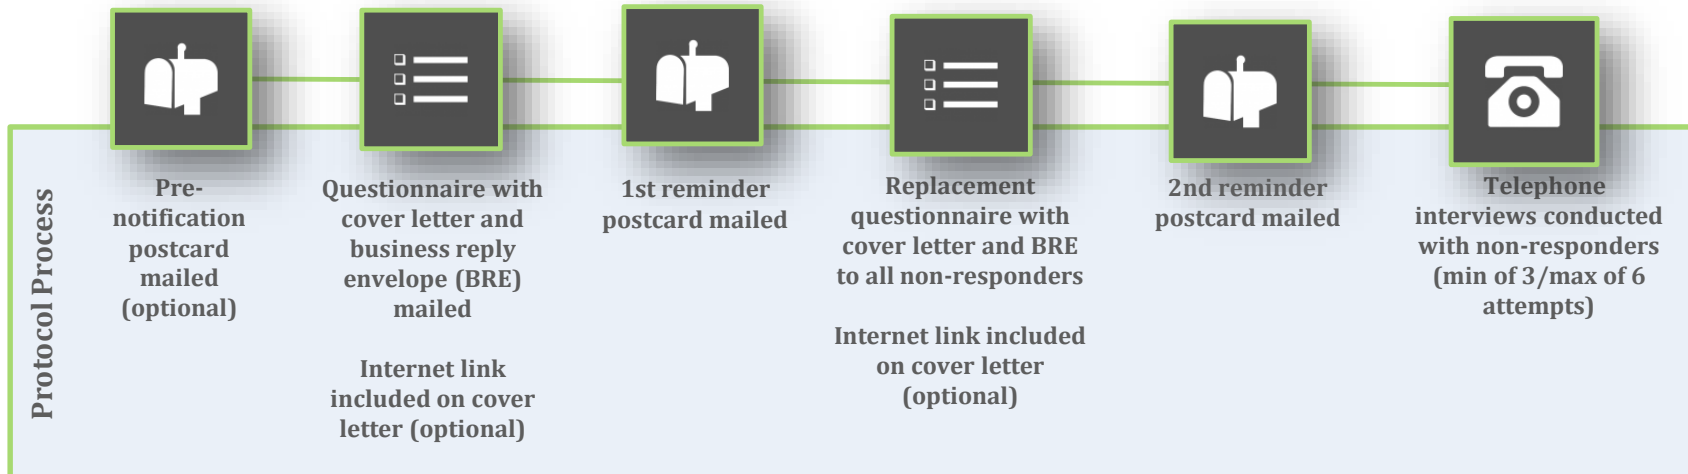 Protocol Process
Pre-
notification
postcard
mailed
(optional)
Questionnaire with
cover letter and
business reply
envelope (BRE)
mailed
Internet link
included on cover
letter (optional)
1st reminder
postcard mailed
Replacement
questionnaire with
cover letter and BRE
to all non-responders
Internet link included
on cover letter
(optional)
2nd reminder
postcard mailed
Telephone
interviews conducted
with non-responders
(min of 3/max of 6
attempts)